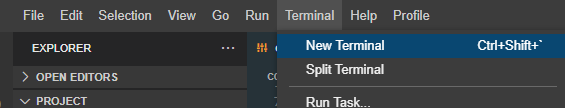 File Edit Selection View Go Run Terminal Help Profile
EXPLORER ...
New Terminal Ctrl+Shift+`
OPEN EDITORS
Split Terminal
PROJECT
Run Task...